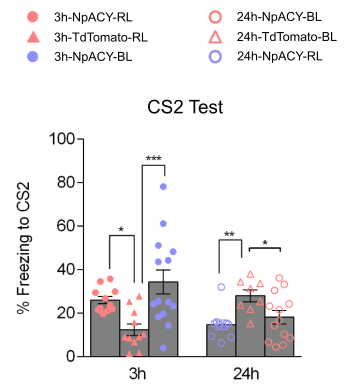 3h-NpACY-RL
24h-NpACY-BL
3h-TdTomato-RL
24h-TdTomato-BL
3h-NpACY-BL
24h-NpACY-RL
CS2 Test
% Freezing to CS2
100
80
60
40
20
0
*
***
**
*
3h
24h